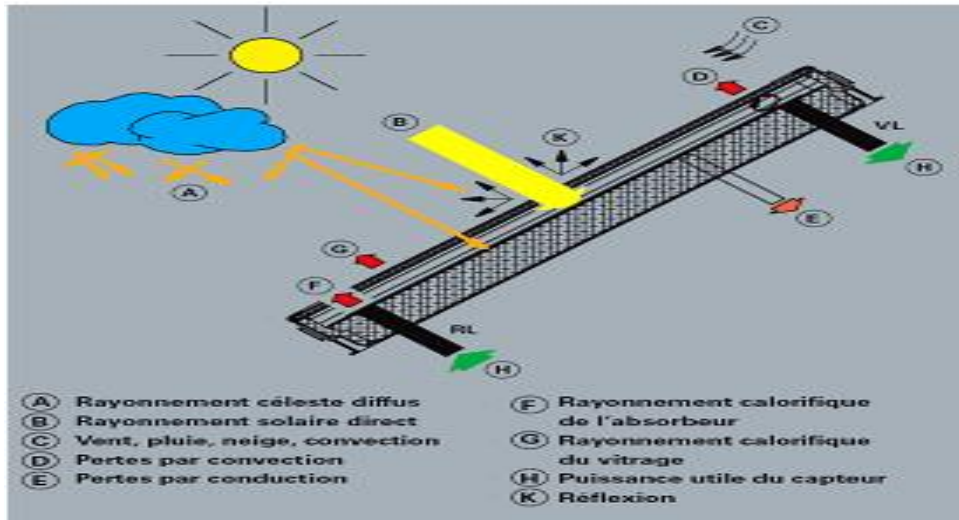 C
D
B
K
VL
H
A
E
G
F
RL
H
A Rayonnement céleste diffus
B Rayonnement solaire direct
C Vent, pluie, neige, convection
D Pertes par convection
E Pertes par conduction
F Rayonnement calorifique
de l'absorbeur
G Rayonnement calorifique
du vitrage
H Puissance utile du capteur
K Réflexion